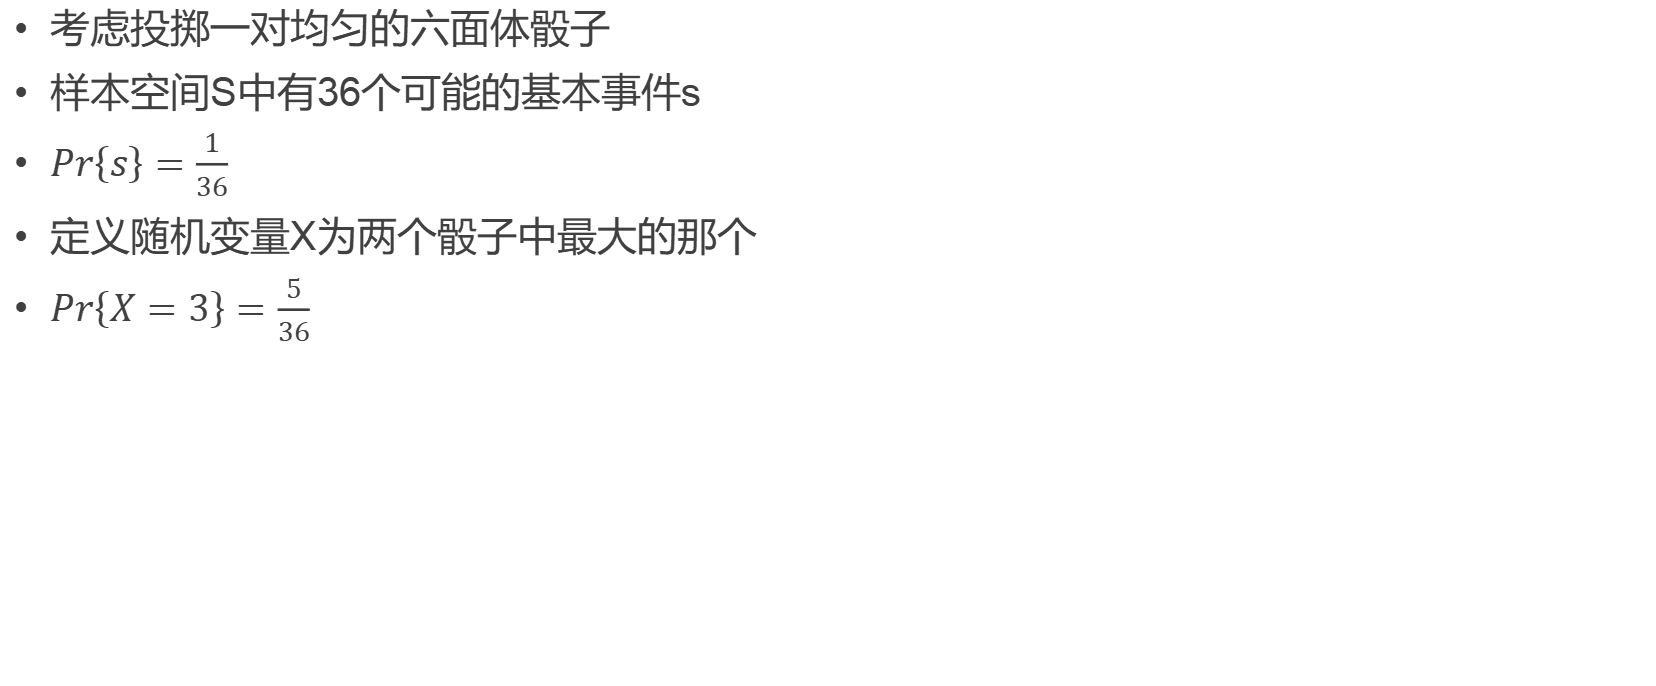 • 考虑投掷一对均匀的六面体骰子
• 样本空间S中有36个可能的基本事件s
• Pr{s} = 1/36
• 定义随机变量X为两个骰子中最大的那个
• Pr{X = 3} = 5/36